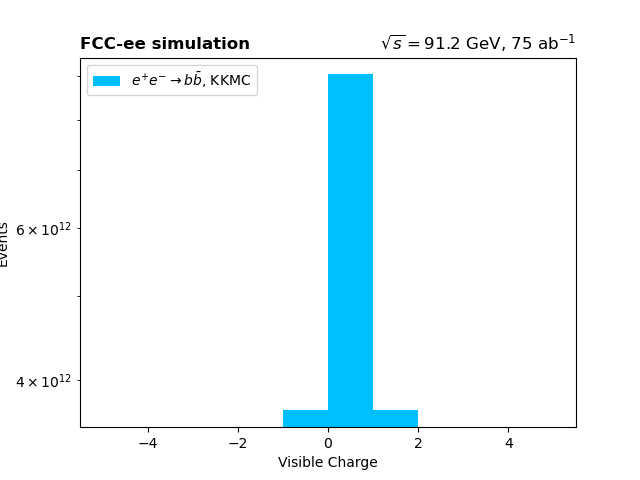 FCC-ee simulation
√s = 91.2 GeV, 75 ab⁻¹
e⁺e⁻ → bb̄, KKMC
Events
6 × 10¹²
4 × 10¹²
−4 −2 0 2 4
Visible Charge